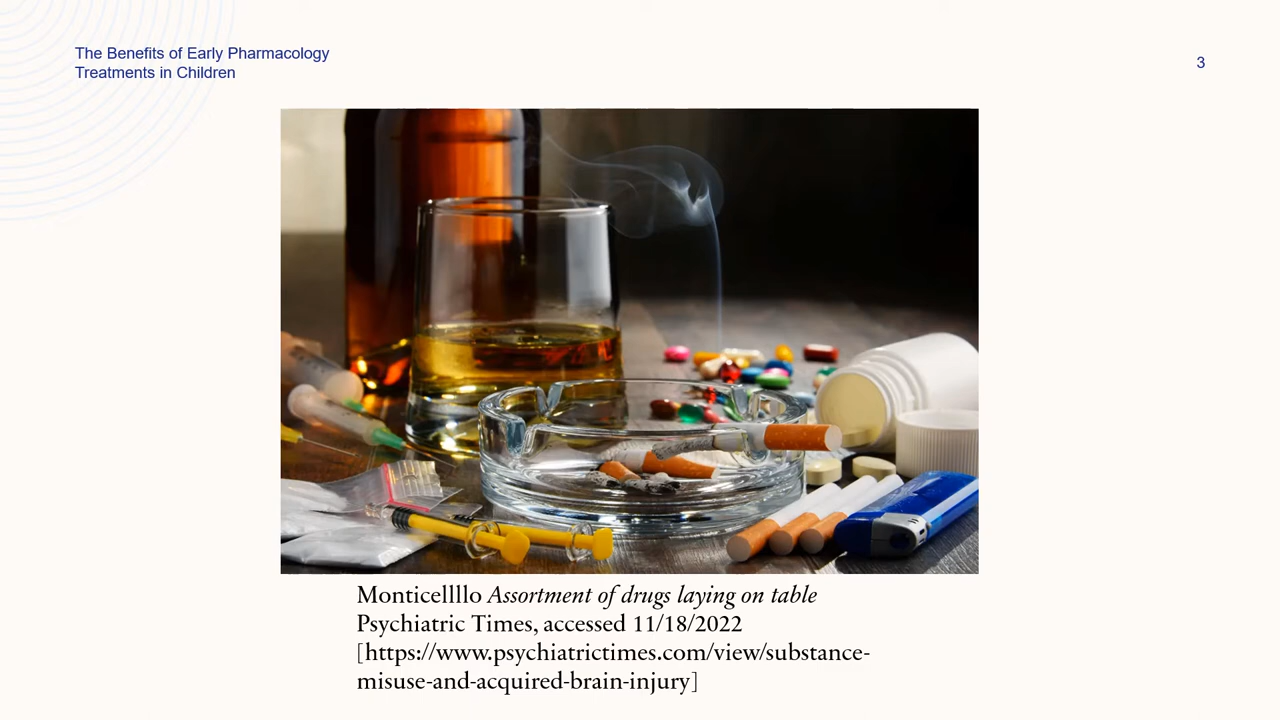 The Benefits of Early Pharmacology
Treatments in Children
3
Monticellllo Assortment of drugs laying on table
Psychiatric Times, accessed 11/18/2022
[https://www.psychiatrictimes.com/view/substance-
misuse-and-acquired-brain-injury]